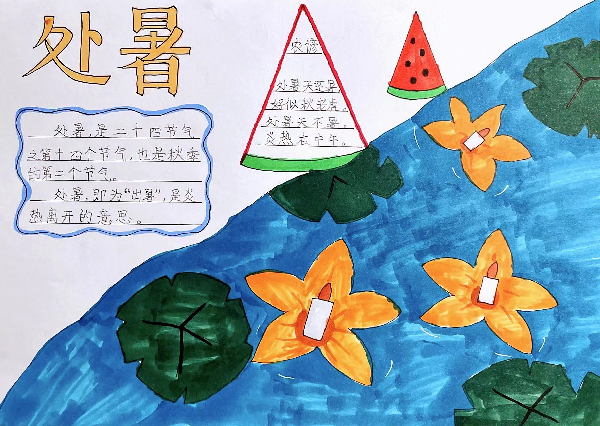 处暑
处暑，是二十四节气
之第十四个节气，也是秋季
的第二个节气。
处暑，即为“出暑”，是炎
热离开的意思。
农谚
处暑天还暑，
好似秋老虎。
处暑天不暑，
炎热在中午。